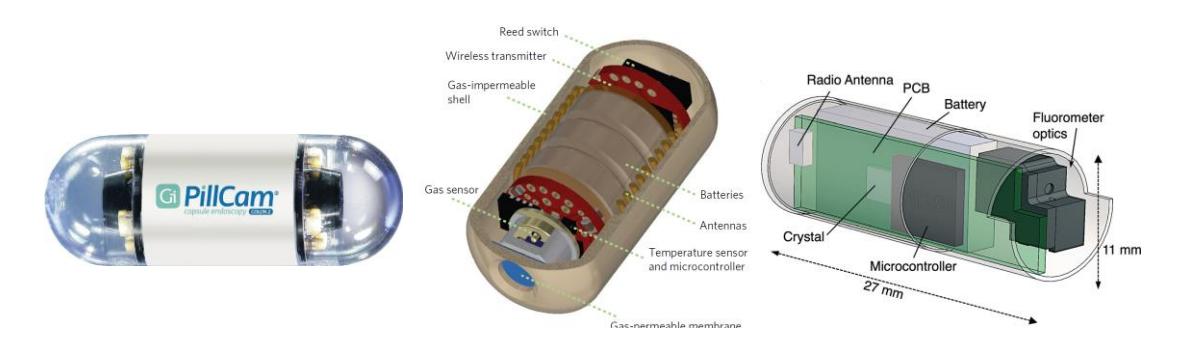 Gi PillCam®
capsule endoscopy COLON 2
Reed switch
Wireless transmitter
Gas-impermeable
shell
Gas sensor
Batteries
Antennas
Temperature sensor
and microcontroller
Gas-permeable membrane
Radio Antenna
PCB
Battery
Fluorometer
optics
Crystal
Microcontroller
11 mm
27 mm